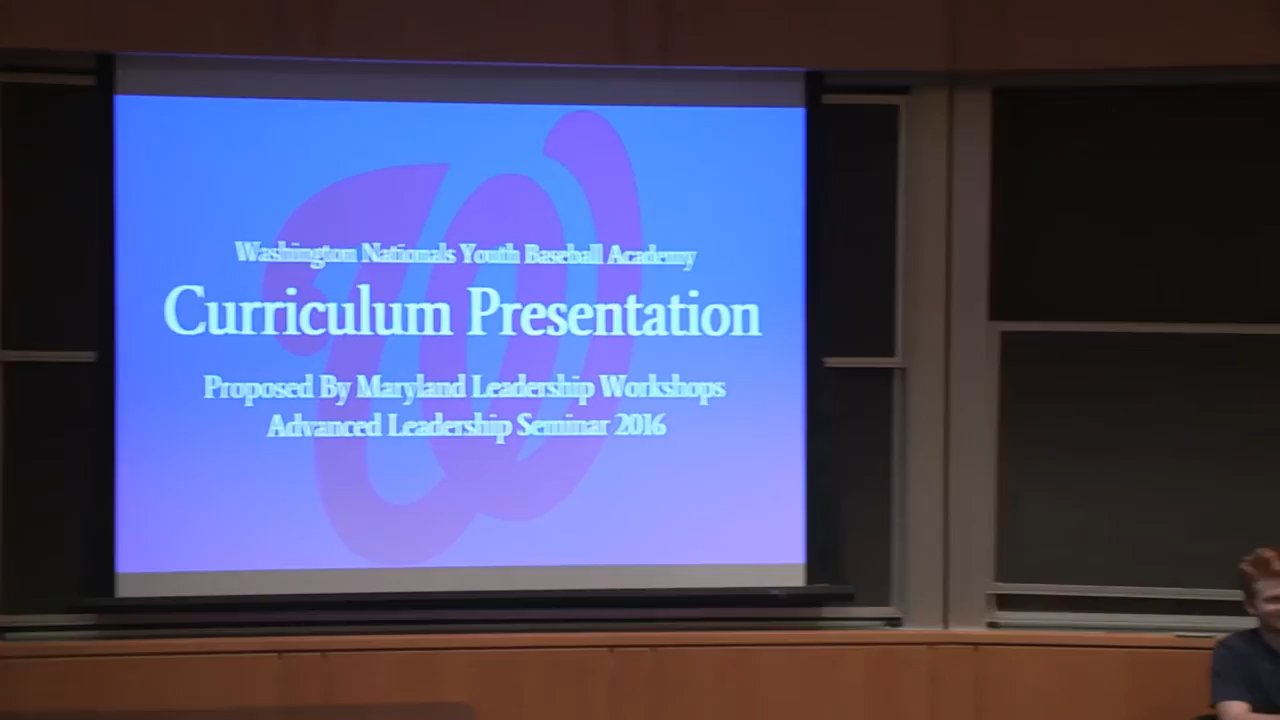 Washington Nationals Youth Baseball Academy
Curriculum Presentation
Proposed By Maryland Leadership Workshops
Advanced Leadership Seminar 2016